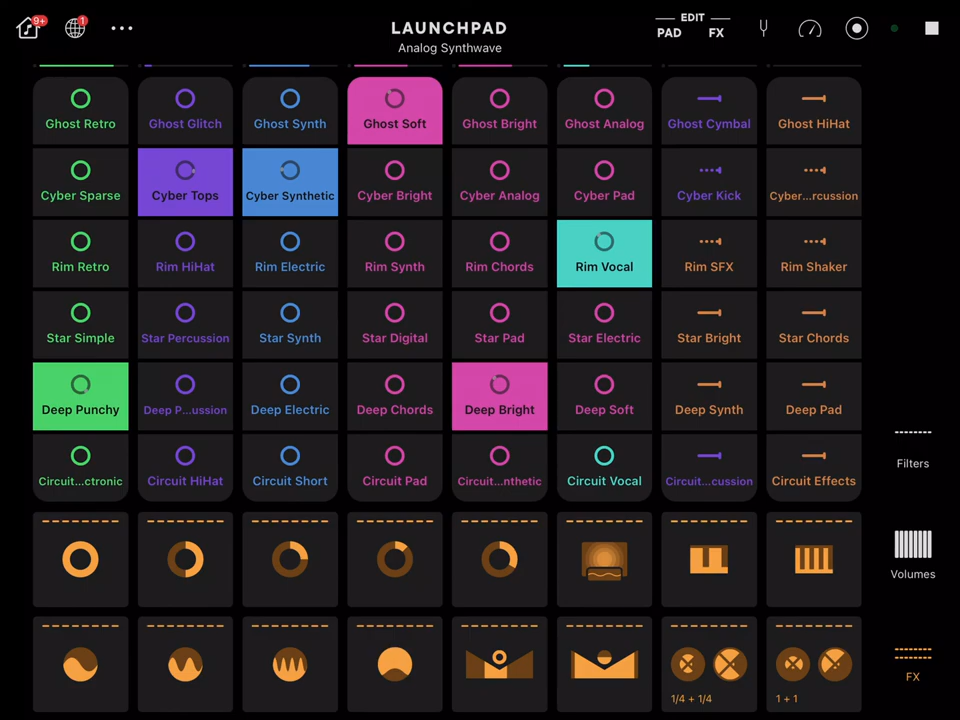 9+
1
LAUNCHPAD
Analog Synthwave
EDIT
PAD FX
Ghost Retro Ghost Glitch Ghost Synth Ghost Soft Ghost Bright Ghost Analog Ghost Cymbal Ghost HiHat
Cyber Sparse Cyber Tops Cyber Synthetic Cyber Bright Cyber Analog Cyber Pad Cyber Kick Cyber...rcussion
Rim Retro Rim HiHat Rim Electric Rim Synth Rim Chords Rim Vocal Rim SFX Rim Shaker
Star Simple Star Percussion Star Synth Star Digital Star Pad Star Electric Star Bright Star Chords
Deep Punchy Deep P...ussion Deep Electric Deep Chords Deep Bright Deep Soft Deep Synth Deep Pad
Circuit...ctronic Circuit HiHat Circuit Short Circuit Pad Circuit...nthetic Circuit Vocal Circuit...cussion Circuit Effects
Filters
Volumes
FX
1/4 + 1/4 1 + 1